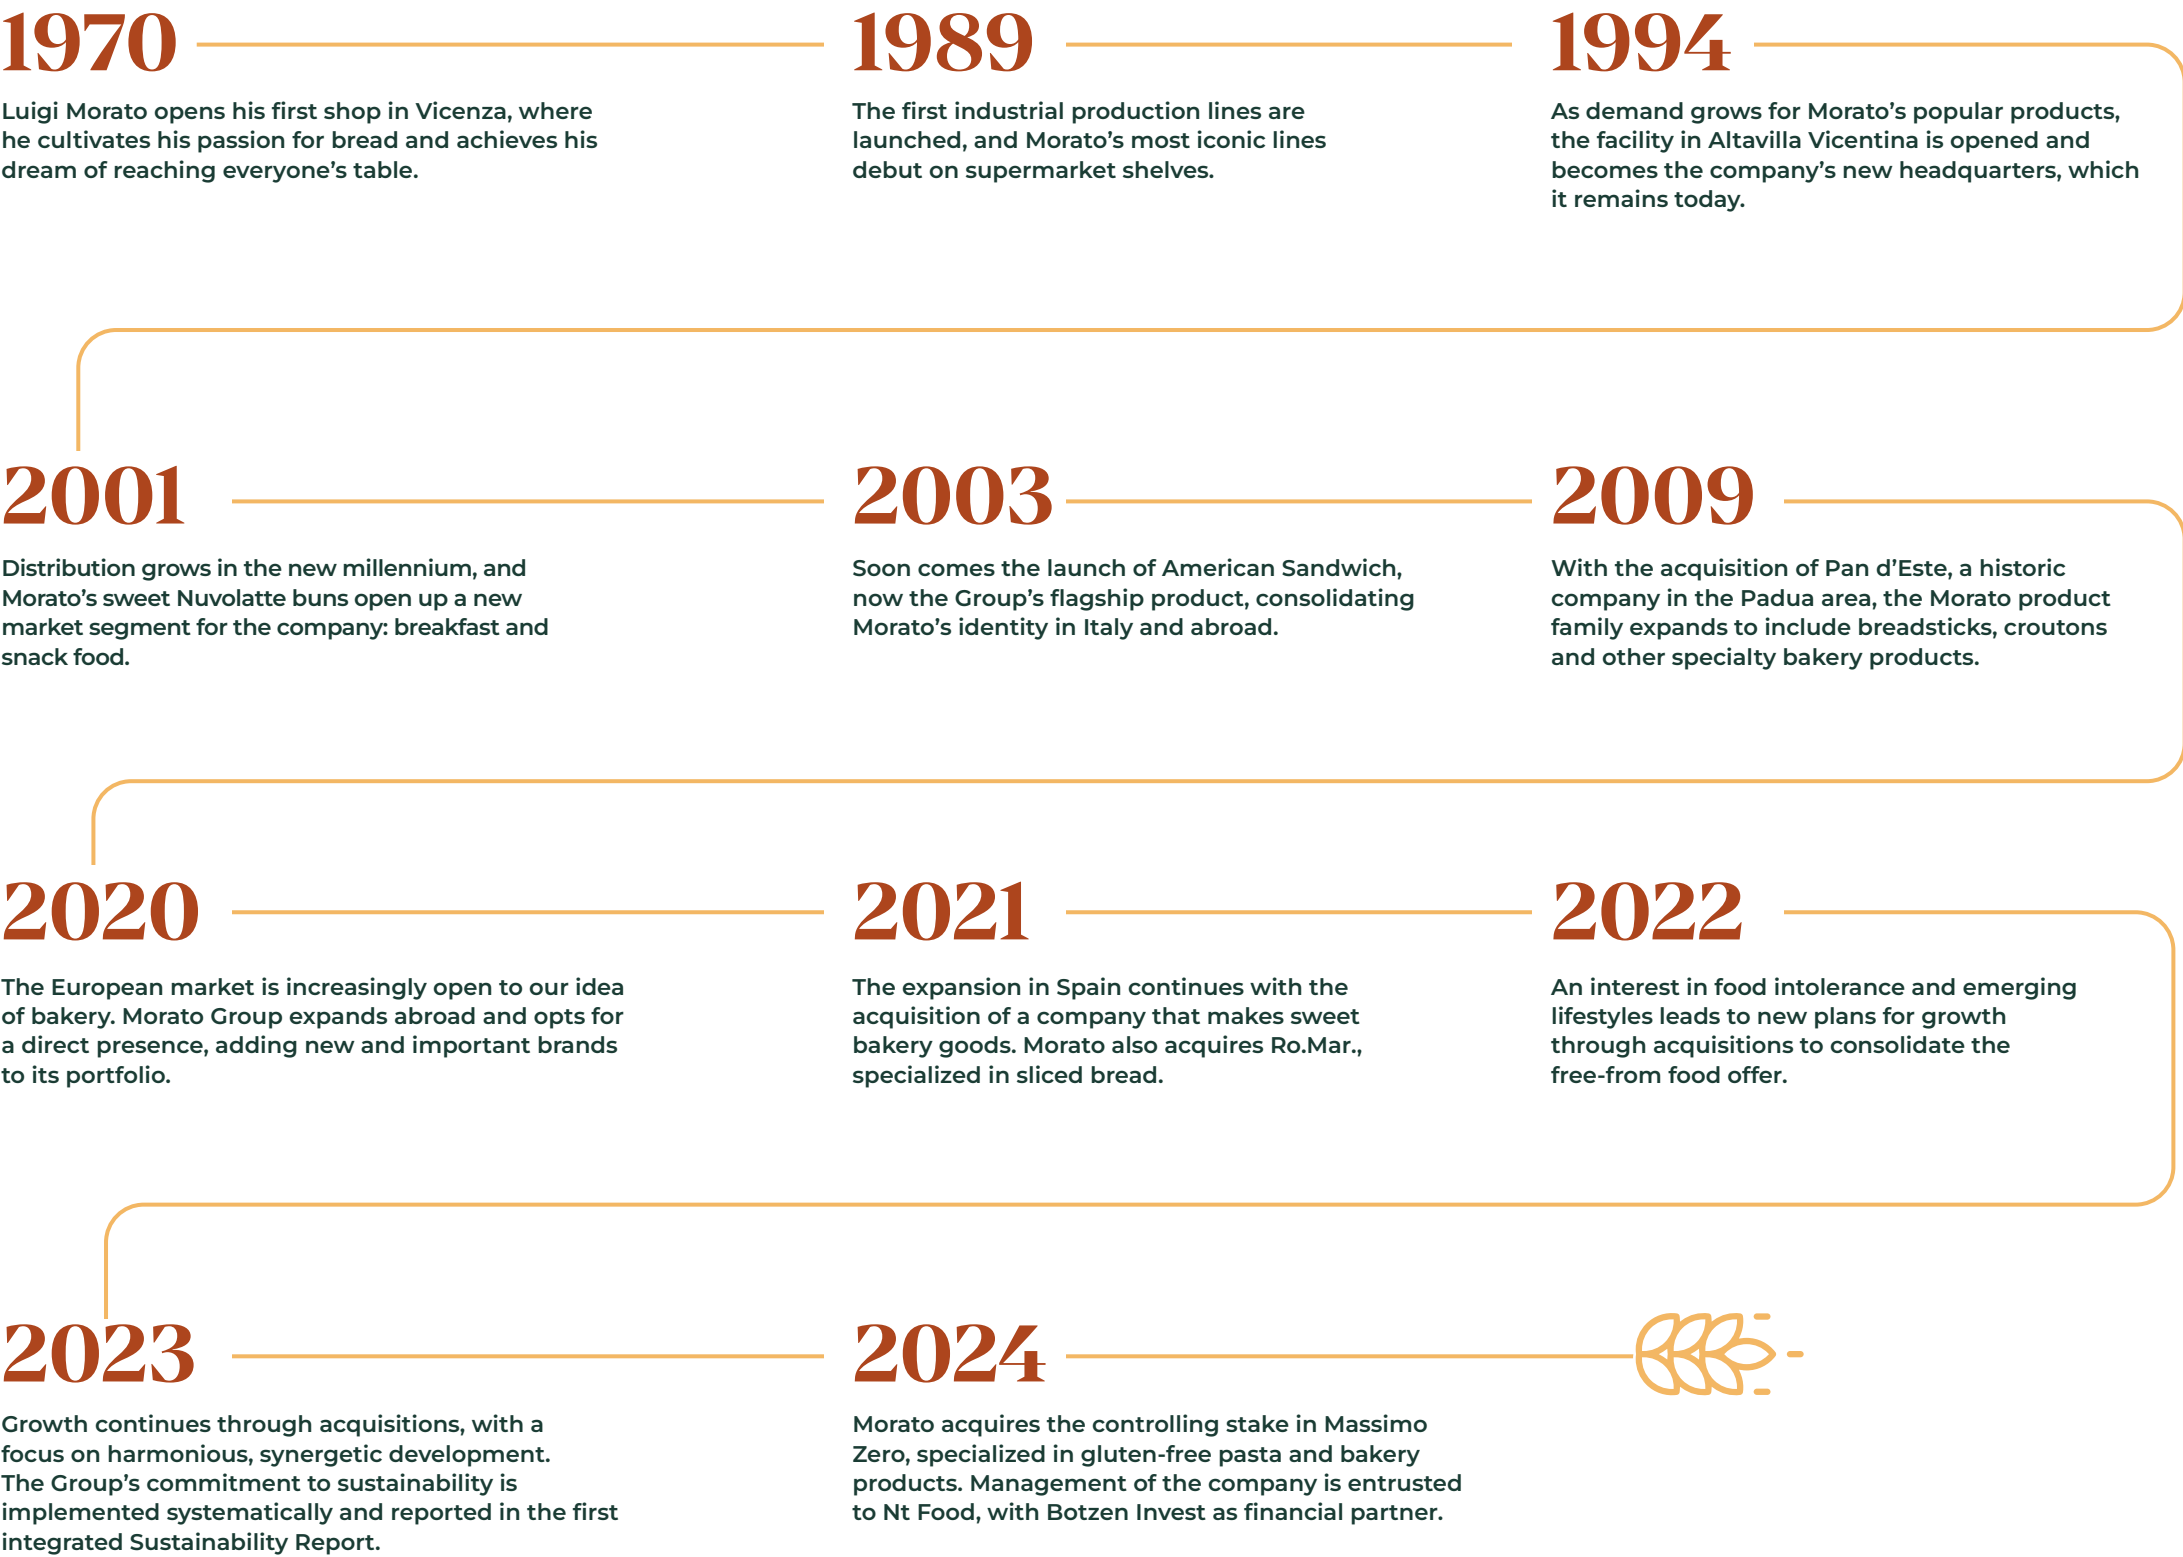 1970
Luigi Morato opens his first shop in Vicenza, where
he cultivates his passion for bread and achieves his
dream of reaching everyone’s table.
1989
The first industrial production lines are
launched, and Morato’s most iconic lines
debut on supermarket shelves.
1994
As demand grows for Morato’s popular products,
the facility in Altavilla Vicentina is opened and
becomes the company’s new headquarters, which
it remains today.
2001
Distribution grows in the new millennium, and
Morato’s sweet Nuvolatte buns open up a new
market segment for the company: breakfast and
snack food.
2003
Soon comes the launch of American Sandwich,
now the Group’s flagship product, consolidating
Morato’s identity in Italy and abroad.
2009
With the acquisition of Pan d’Este, a historic
company in the Padua area, the Morato product
family expands to include breadsticks, croutons
and other specialty bakery products.
2020
The European market is increasingly open to our idea
of bakery. Morato Group expands abroad and opts for
a direct presence, adding new and important brands
to its portfolio.
2021
The expansion in Spain continues with the
acquisition of a company that makes sweet
bakery goods. Morato also acquires Ro.Mar.,
specialized in sliced bread.
2022
An interest in food intolerance and emerging
lifestyles leads to new plans for growth
through acquisitions to consolidate the
free-from food offer.
2023
Growth continues through acquisitions, with a
focus on harmonious, synergetic development.
The Group’s commitment to sustainability is
implemented systematically and reported in the first
integrated Sustainability Report.
2024
Morato acquires the controlling stake in Massimo
Zero, specialized in gluten-free pasta and bakery
products. Management of the company is entrusted
to Nt Food, with Botzen Invest as financial partner.